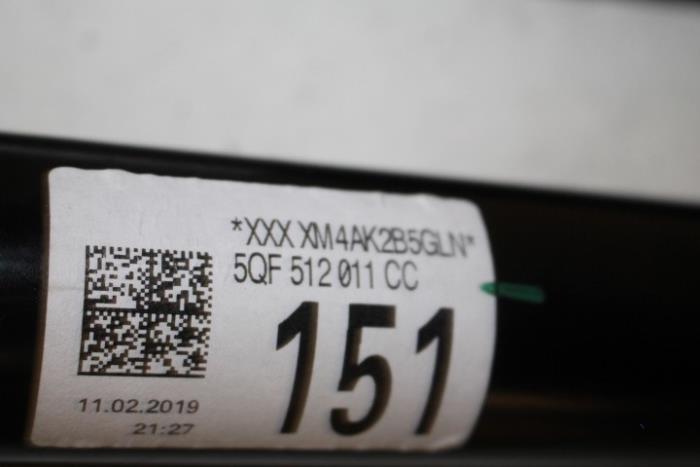 *XXX XM4AK2B5GLN*
5QF 512 011 CC
151
11.02.2019
21:27